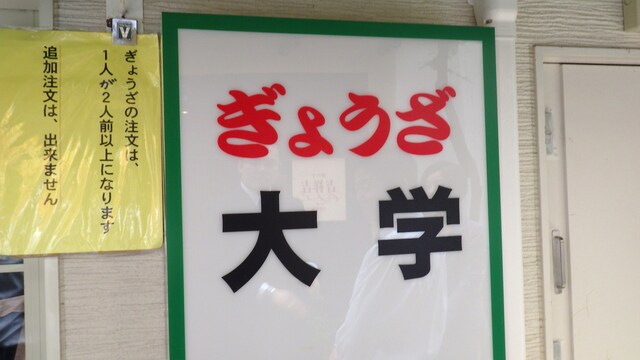 ぎょうざの注文は、
1人が2人前以上になります
追加注文は、出来ません
ぎょうざ
大学